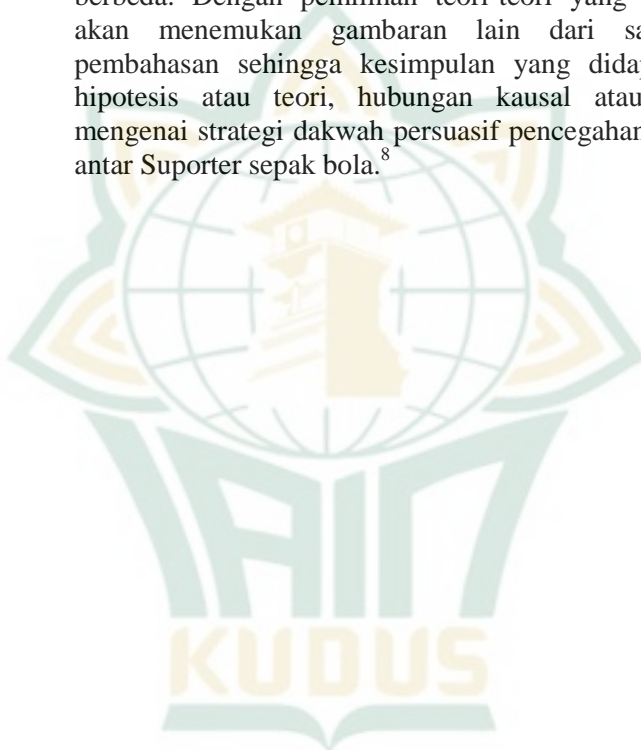 berbeda. Dengan pemilihan teori-teori yang
akan menemukan gambaran lain dari
pembahasan sehingga kesimpulan yang
hipotesis atau teori, hubungan kausal atau
mengenai strategi dakwah persuasif pencegahan
antar Suporter sepak bola.⁸
IAIN
KUDUS